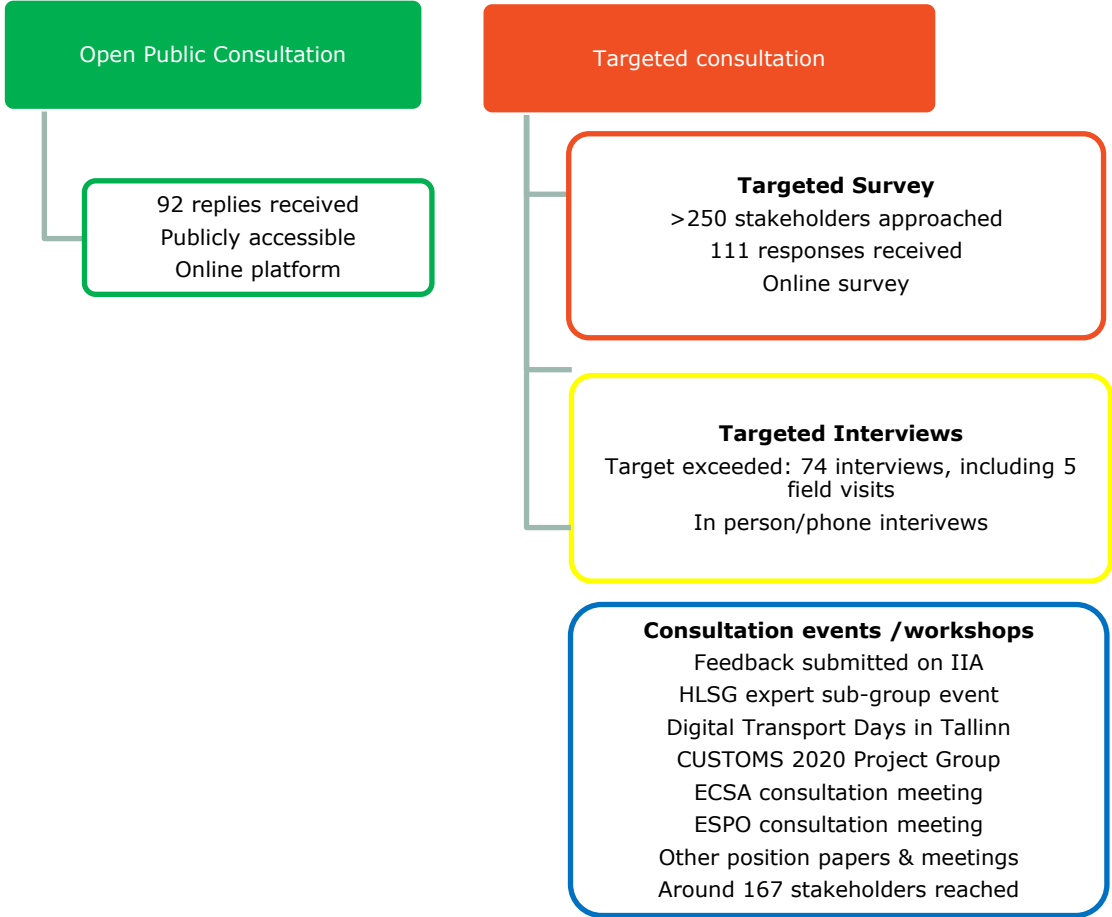 Open Public Consultation
92 replies received
Publicly accessible
Online platform
Targeted consultation
Targeted Survey
>250 stakeholders approached
111 responses received
Online survey
Targeted Interviews
Target exceeded: 74 interviews, including 5
field visits
In person/phone interivews
Consultation events /workshops
Feedback submitted on IIA
HLSG expert sub-group event
Digital Transport Days in Tallinn
CUSTOMS 2020 Project Group
ECSA consultation meeting
ESPO consultation meeting
Other position papers & meetings
Around 167 stakeholders reached